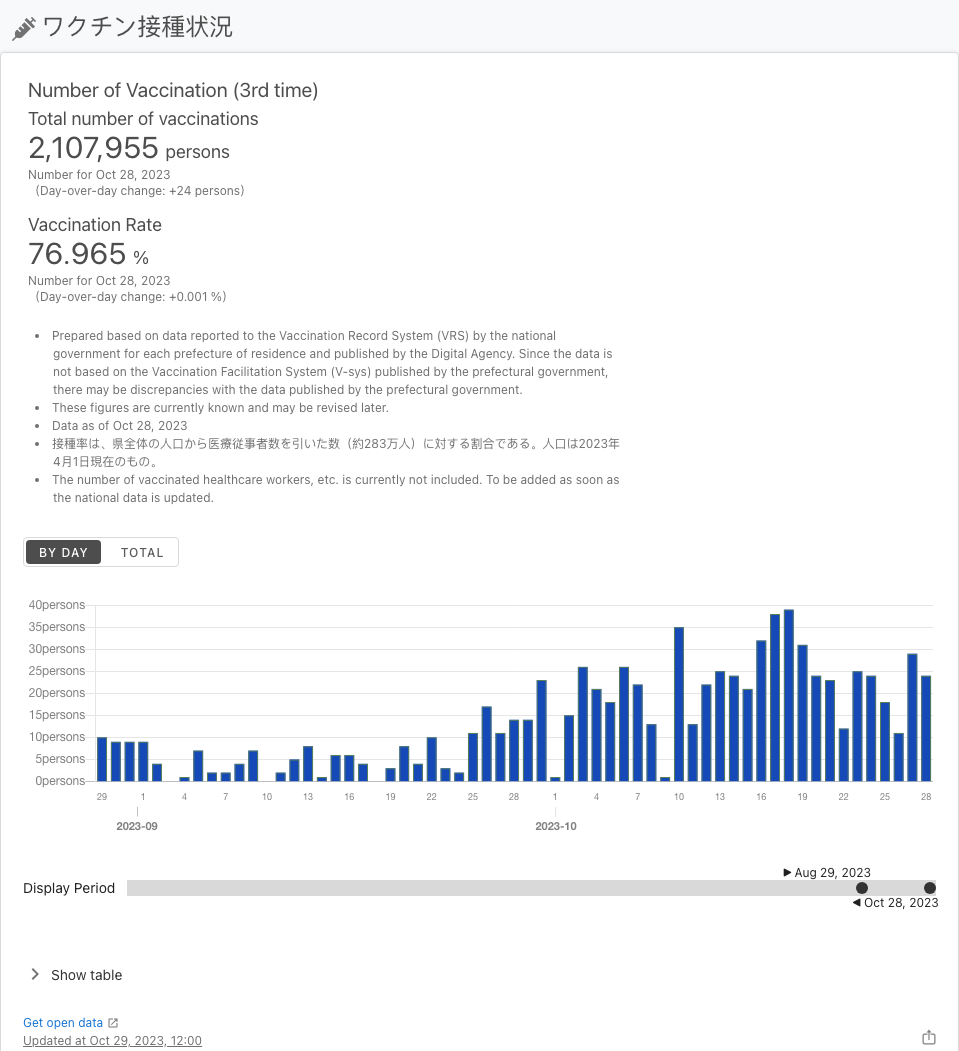 ワクチン接種状況
Number of Vaccination (3rd time)
Total number of vaccinations
2,107,955 persons
Number for Oct 28, 2023
(Day-over-day change: +24 persons)
Vaccination Rate
76.965 %
Number for Oct 28, 2023
(Day-over-day change: +0.001 %)
• Prepared based on data reported to the Vaccination Record System (VRS) by the national
government for each prefecture of residence and published by the Digital Agency. Since the data is
not based on the Vaccination Facilitation System (V-sys) published by the prefectural government,
there may be discrepancies with the data published by the prefectural government.
• These figures are currently known and may be revised later.
• Data as of Oct 28, 2023
• 接種率は、県全体の人口から医療従事者数を引いた数（約283万人）に対する割合である。人口は2023年
4月1日現在のもの。
• The number of vaccinated healthcare workers, etc. is currently not included. To be added as soon as
the national data is updated.
BY DAY TOTAL
40persons
35persons
30persons
25persons
20persons
15persons
10persons
5persons
0persons
29 1 4 7 10 13 16 19 22 25 28 1 4 7 10 13 16 19 22 25 28
2023-09 2023-10
Aug 29, 2023
Display Period
Oct 28, 2023
Show table
Get open data
Updated at Oct 29, 2023, 12:00